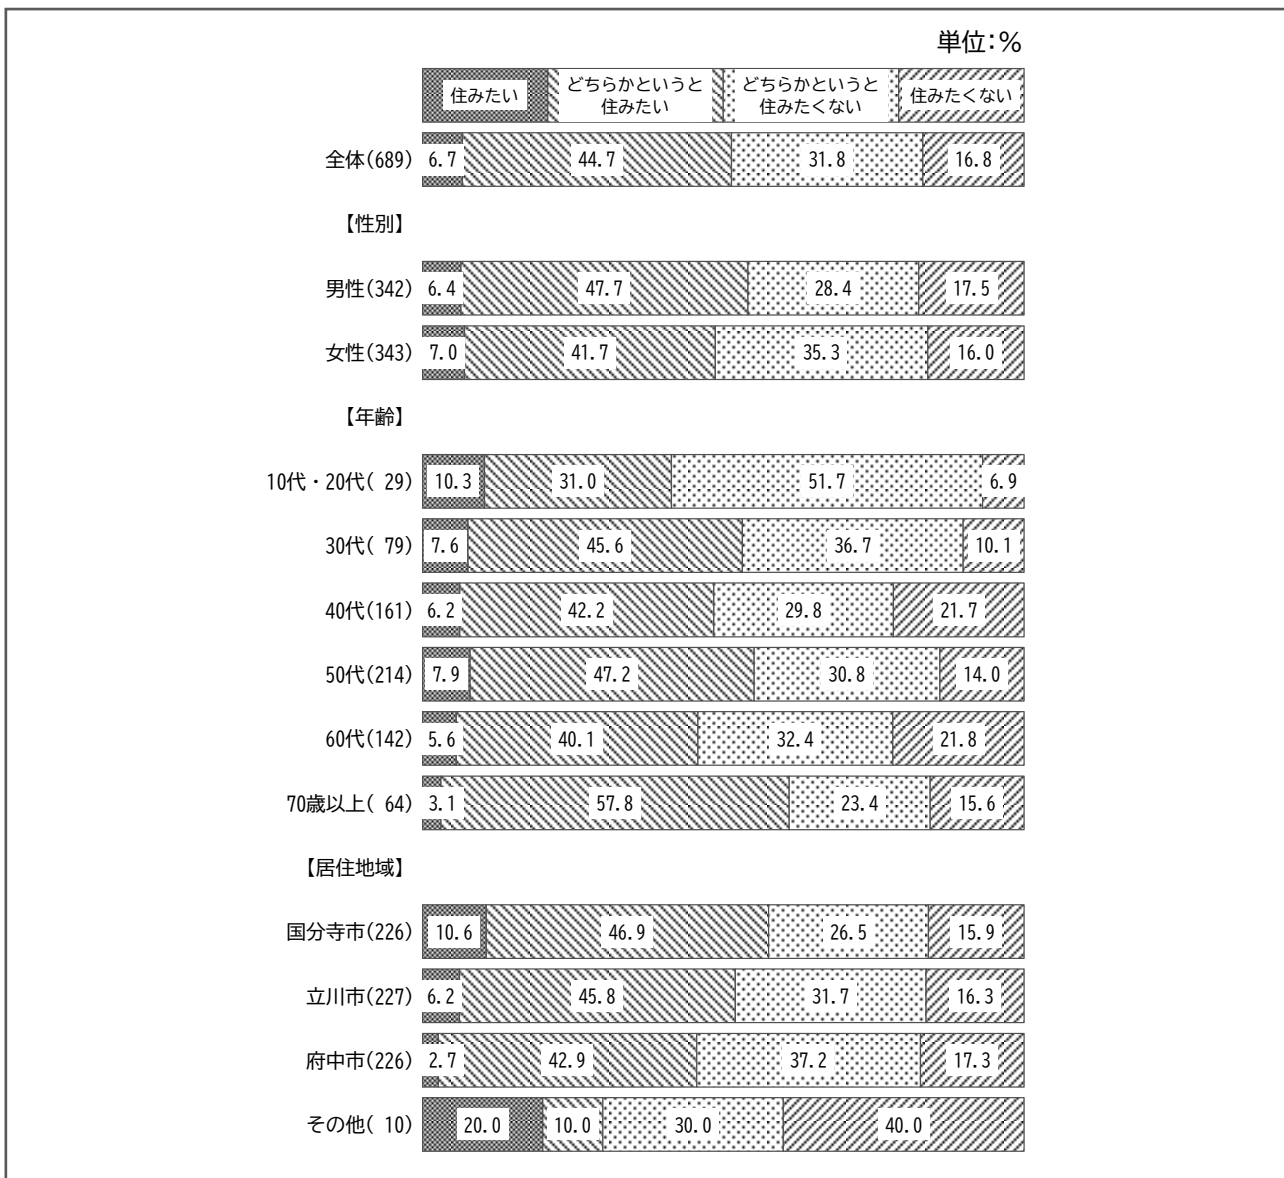 単位:%
住みたい どちらかというと住みたい どちらかというと住みたくない 住みたくない
全体(689) 6.7 44.7 31.8 16.8
【性別】
男性(342) 6.4 47.7 28.4 17.5
女性(343) 7.0 41.7 35.3 16.0
【年齢】
10代・20代( 29) 10.3 31.0 51.7 6.9
30代( 79) 7.6 45.6 36.7 10.1
40代(161) 6.2 42.2 29.8 21.7
50代(214) 7.9 47.2 30.8 14.0
60代(142) 5.6 40.1 32.4 21.8
70歳以上( 64) 3.1 57.8 23.4 15.6
【居住地域】
国分寺市(226) 10.6 46.9 26.5 15.9
立川市(227) 6.2 45.8 31.7 16.3
府中市(226) 2.7 42.9 37.2 17.3
その他( 10) 20.0 10.0 30.0 40.0